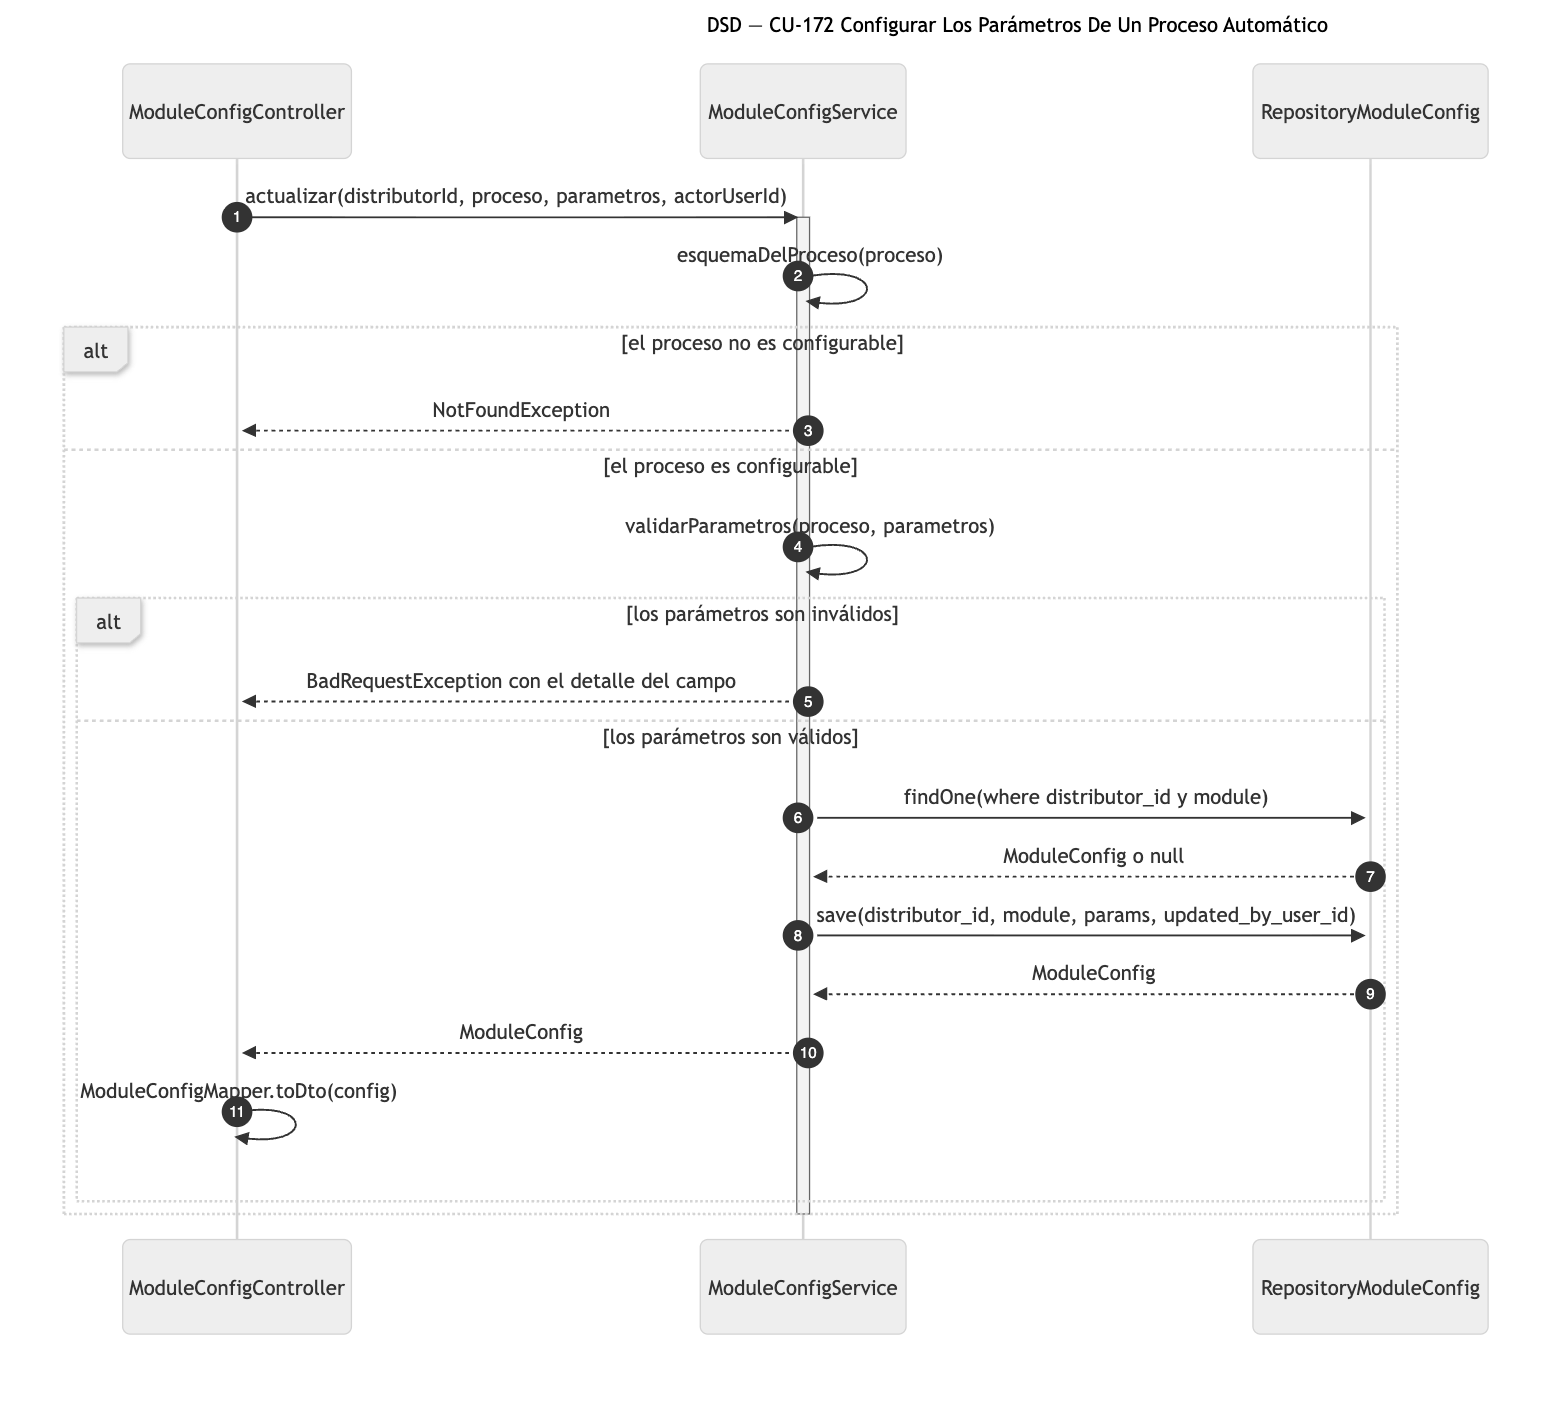 DSD — CU-172 Configurar Los Parámetros De Un Proceso Automático
ModuleConfigController
ModuleConfigService
RepositoryModuleConfig
actualizar(distributorId, proceso, parametros, actorUserId)
1
esquemaDelProceso(proceso)
2
alt
[el proceso no es configurable]
NotFoundException
3
[el proceso es configurable]
validarParametros(proceso, parametros)
4
alt
[los parámetros son inválidos]
BadRequestException con el detalle del campo
5
[los parámetros son válidos]
findOne(where distributor_id y module)
6
ModuleConfig o null
7
save(distributor_id, module, params, updated_by_user_id)
8
ModuleConfig
9
ModuleConfig
10
ModuleConfigMapper.toDto(config)
11
ModuleConfigController
ModuleConfigService
RepositoryModuleConfig